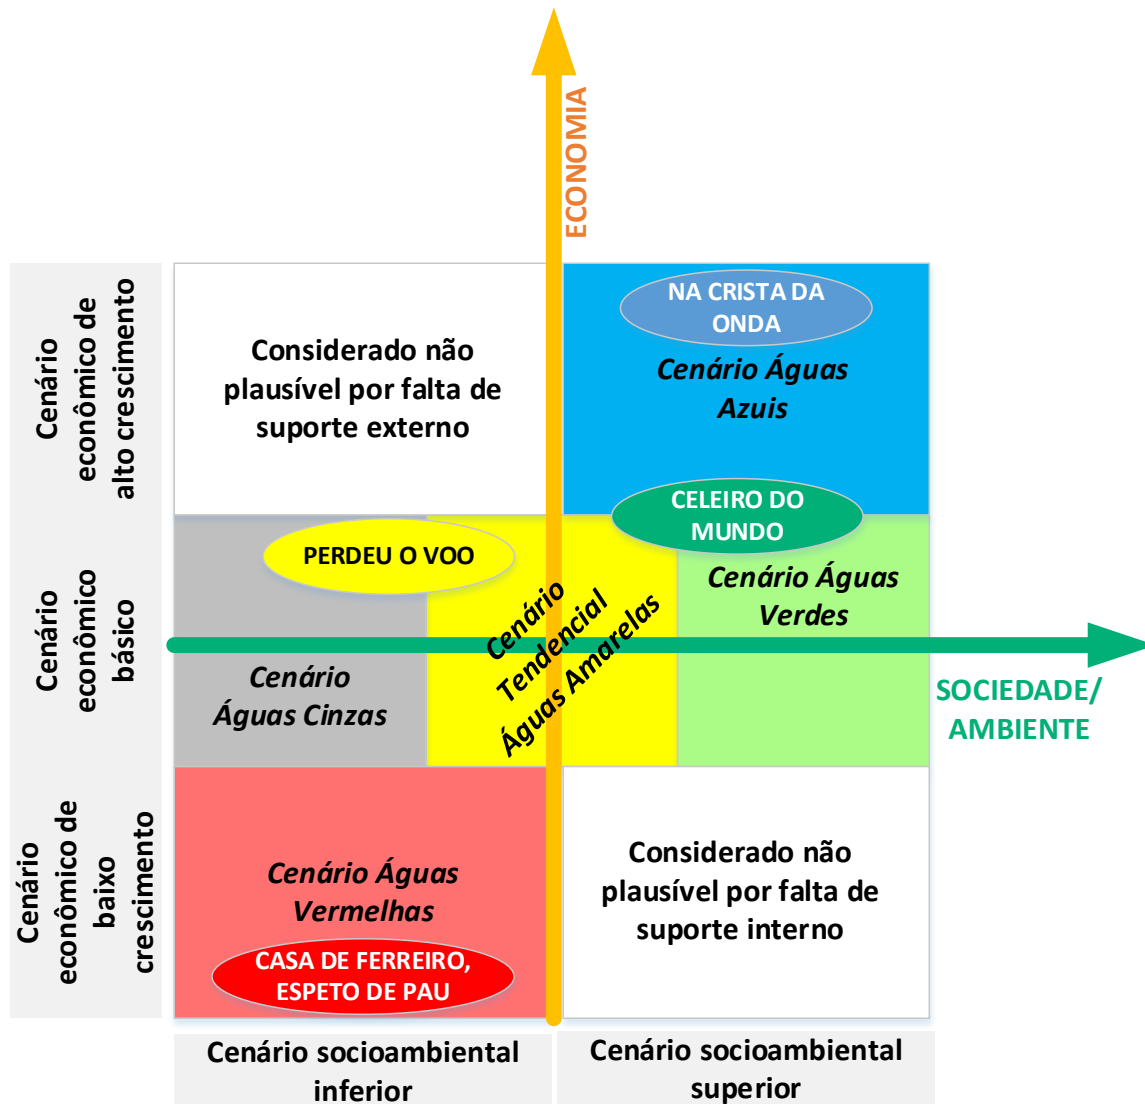 ECONOMIA
Cenário
econômico de
alto crescimento
Considerado não
plausível por falta de
suporte externo
NA CRISTA DA
ONDA
Cenário Águas
Azuis
CELEIRO DO
MUNDO
Cenário
econômico
básico
PERDEU O VOO
Cenário
Águas Cinzas
Cenário
Tendencial
Águas Amarelas
Cenário Águas
Verdes
SOCIEDADE/
AMBIENTE
Cenário
econômico de
baixo
crescimento
Cenário Águas
Vermelhas
CASA DE FERREIRO,
ESPETO DE PAU
Considerado não
plausível por falta de
suporte interno
Cenário socioambiental
inferior
Cenário socioambiental
superior